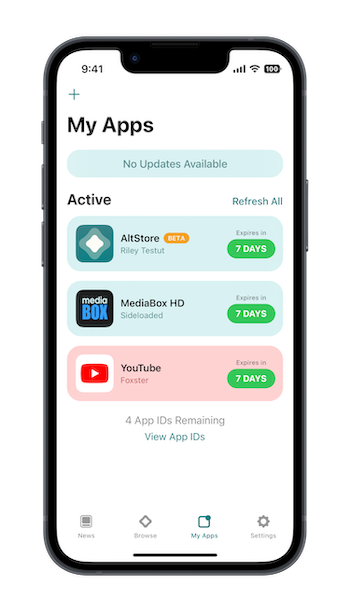 9:41
100
+
My Apps
No Updates Available
Active
Refresh All
AltStore BETA
Riley Testut
Expires in
7 DAYS
media
BOX
MediaBox HD
Sideloaded
Expires in
7 DAYS
YouTube
Foxster
Expires in
7 DAYS
4 App IDs Remaining
View App IDs
News
Browse
My Apps
Settings